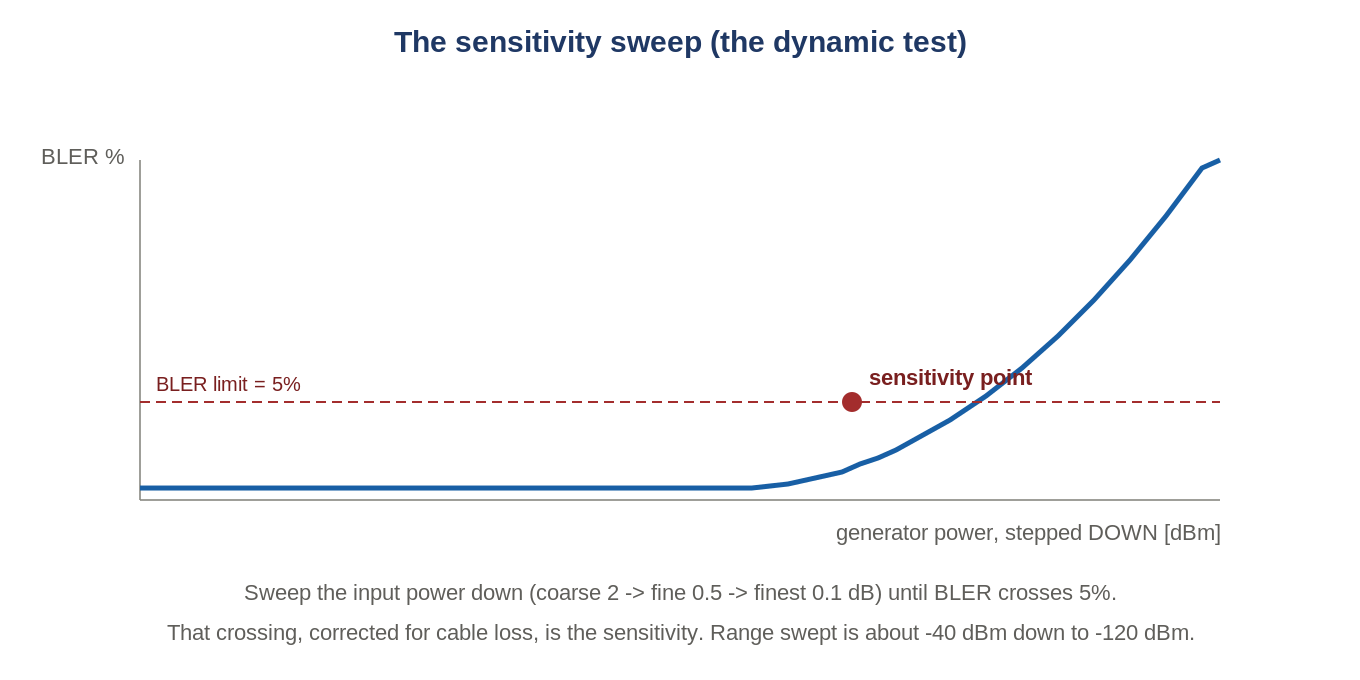 The sensitivity sweep (the dynamic test)
BLER %
BLER limit = 5%
sensitivity point
generator power, stepped DOWN [dBm]
Sweep the input power down (coarse 2 -> fine 0.5 -> finest 0.1 dB) until BLER crosses 5%.
That crossing, corrected for cable loss, is the sensitivity. Range swept is about -40 dBm down to -120 dBm.